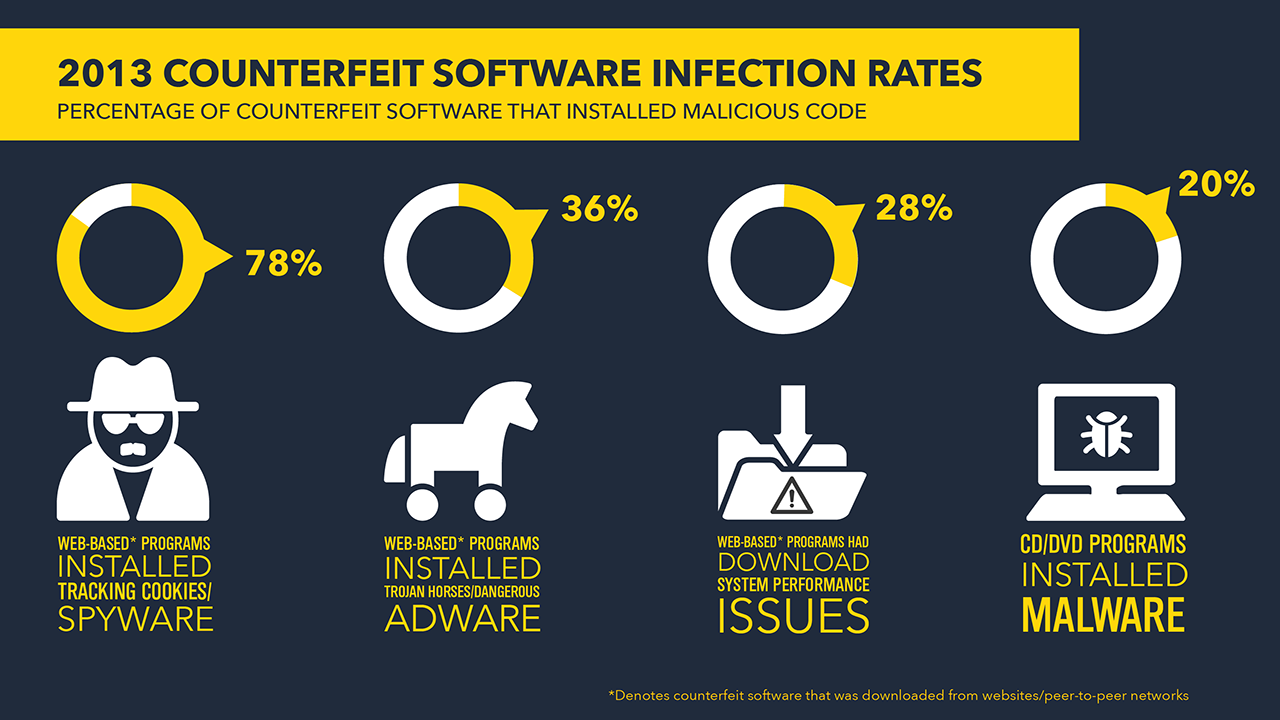 2013 COUNTERFEIT SOFTWARE INFECTION RATES
PERCENTAGE OF COUNTERFEIT SOFTWARE THAT INSTALLED MALICIOUS CODE
78%
WEB-BASED* PROGRAMS
INSTALLED
TRACKING COOKIES/
SPYWARE
36%
WEB-BASED* PROGRAMS
INSTALLED
TROJAN HORSES/DANGEROUS
ADWARE
28%
WEB-BASED* PROGRAMS HAD
DOWNLOAD
SYSTEM PERFORMANCE
ISSUES
20%
CD/DVD PROGRAMS
INSTALLED
MALWARE
*Denotes counterfeit software that was downloaded from websites/peer-to-peer networks